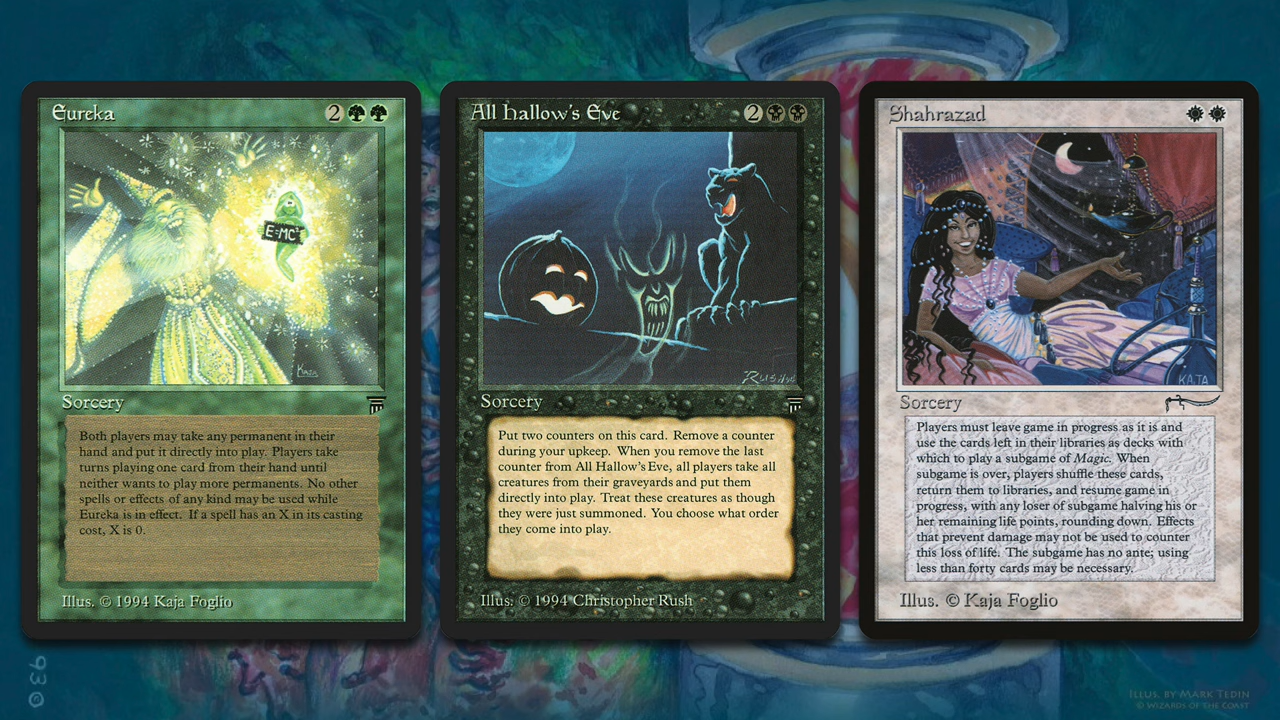 Eureka
2
E=MC²
KAJA
Sorcery
Both players may take any permanent in their
hand and put it directly into play. Players take
turns playing one card from their hand until
neither wants to play more permanents. No other
spells or effects of any kind may be used while
Eureka is in effect. If a spell has an X in its casting
cost, X is 0.
Illus. © 1994 Kaja Foglio
All Hallow's Eve
2
RUSH/94
Sorcery
Put two counters on this card. Remove a counter
during your upkeep. When you remove the last
counter from All Hallow's Eve, all players take all
creatures from their graveyards and put them
directly into play. Treat these creatures as though
they were just summoned. You choose what order
they come into play.
Illus. © 1994 Christopher Rush
Shahrazad
KAJA
Sorcery
Players must leave game in progress as it is and
use the cards left in their libraries as decks with
which to play a subgame of Magic. When
subgame is over, players shuffle these cards,
return them to libraries, and resume game in
progress, with any loser of subgame halving his or
her remaining life points, rounding down. Effects
that prevent damage may not be used to counter
this loss of life. The subgame has no ante; using
less than forty cards may be necessary.
Illus. © Kaja Foglio
93©
Illus. by Mark Tedin
© Wizards of the Coast